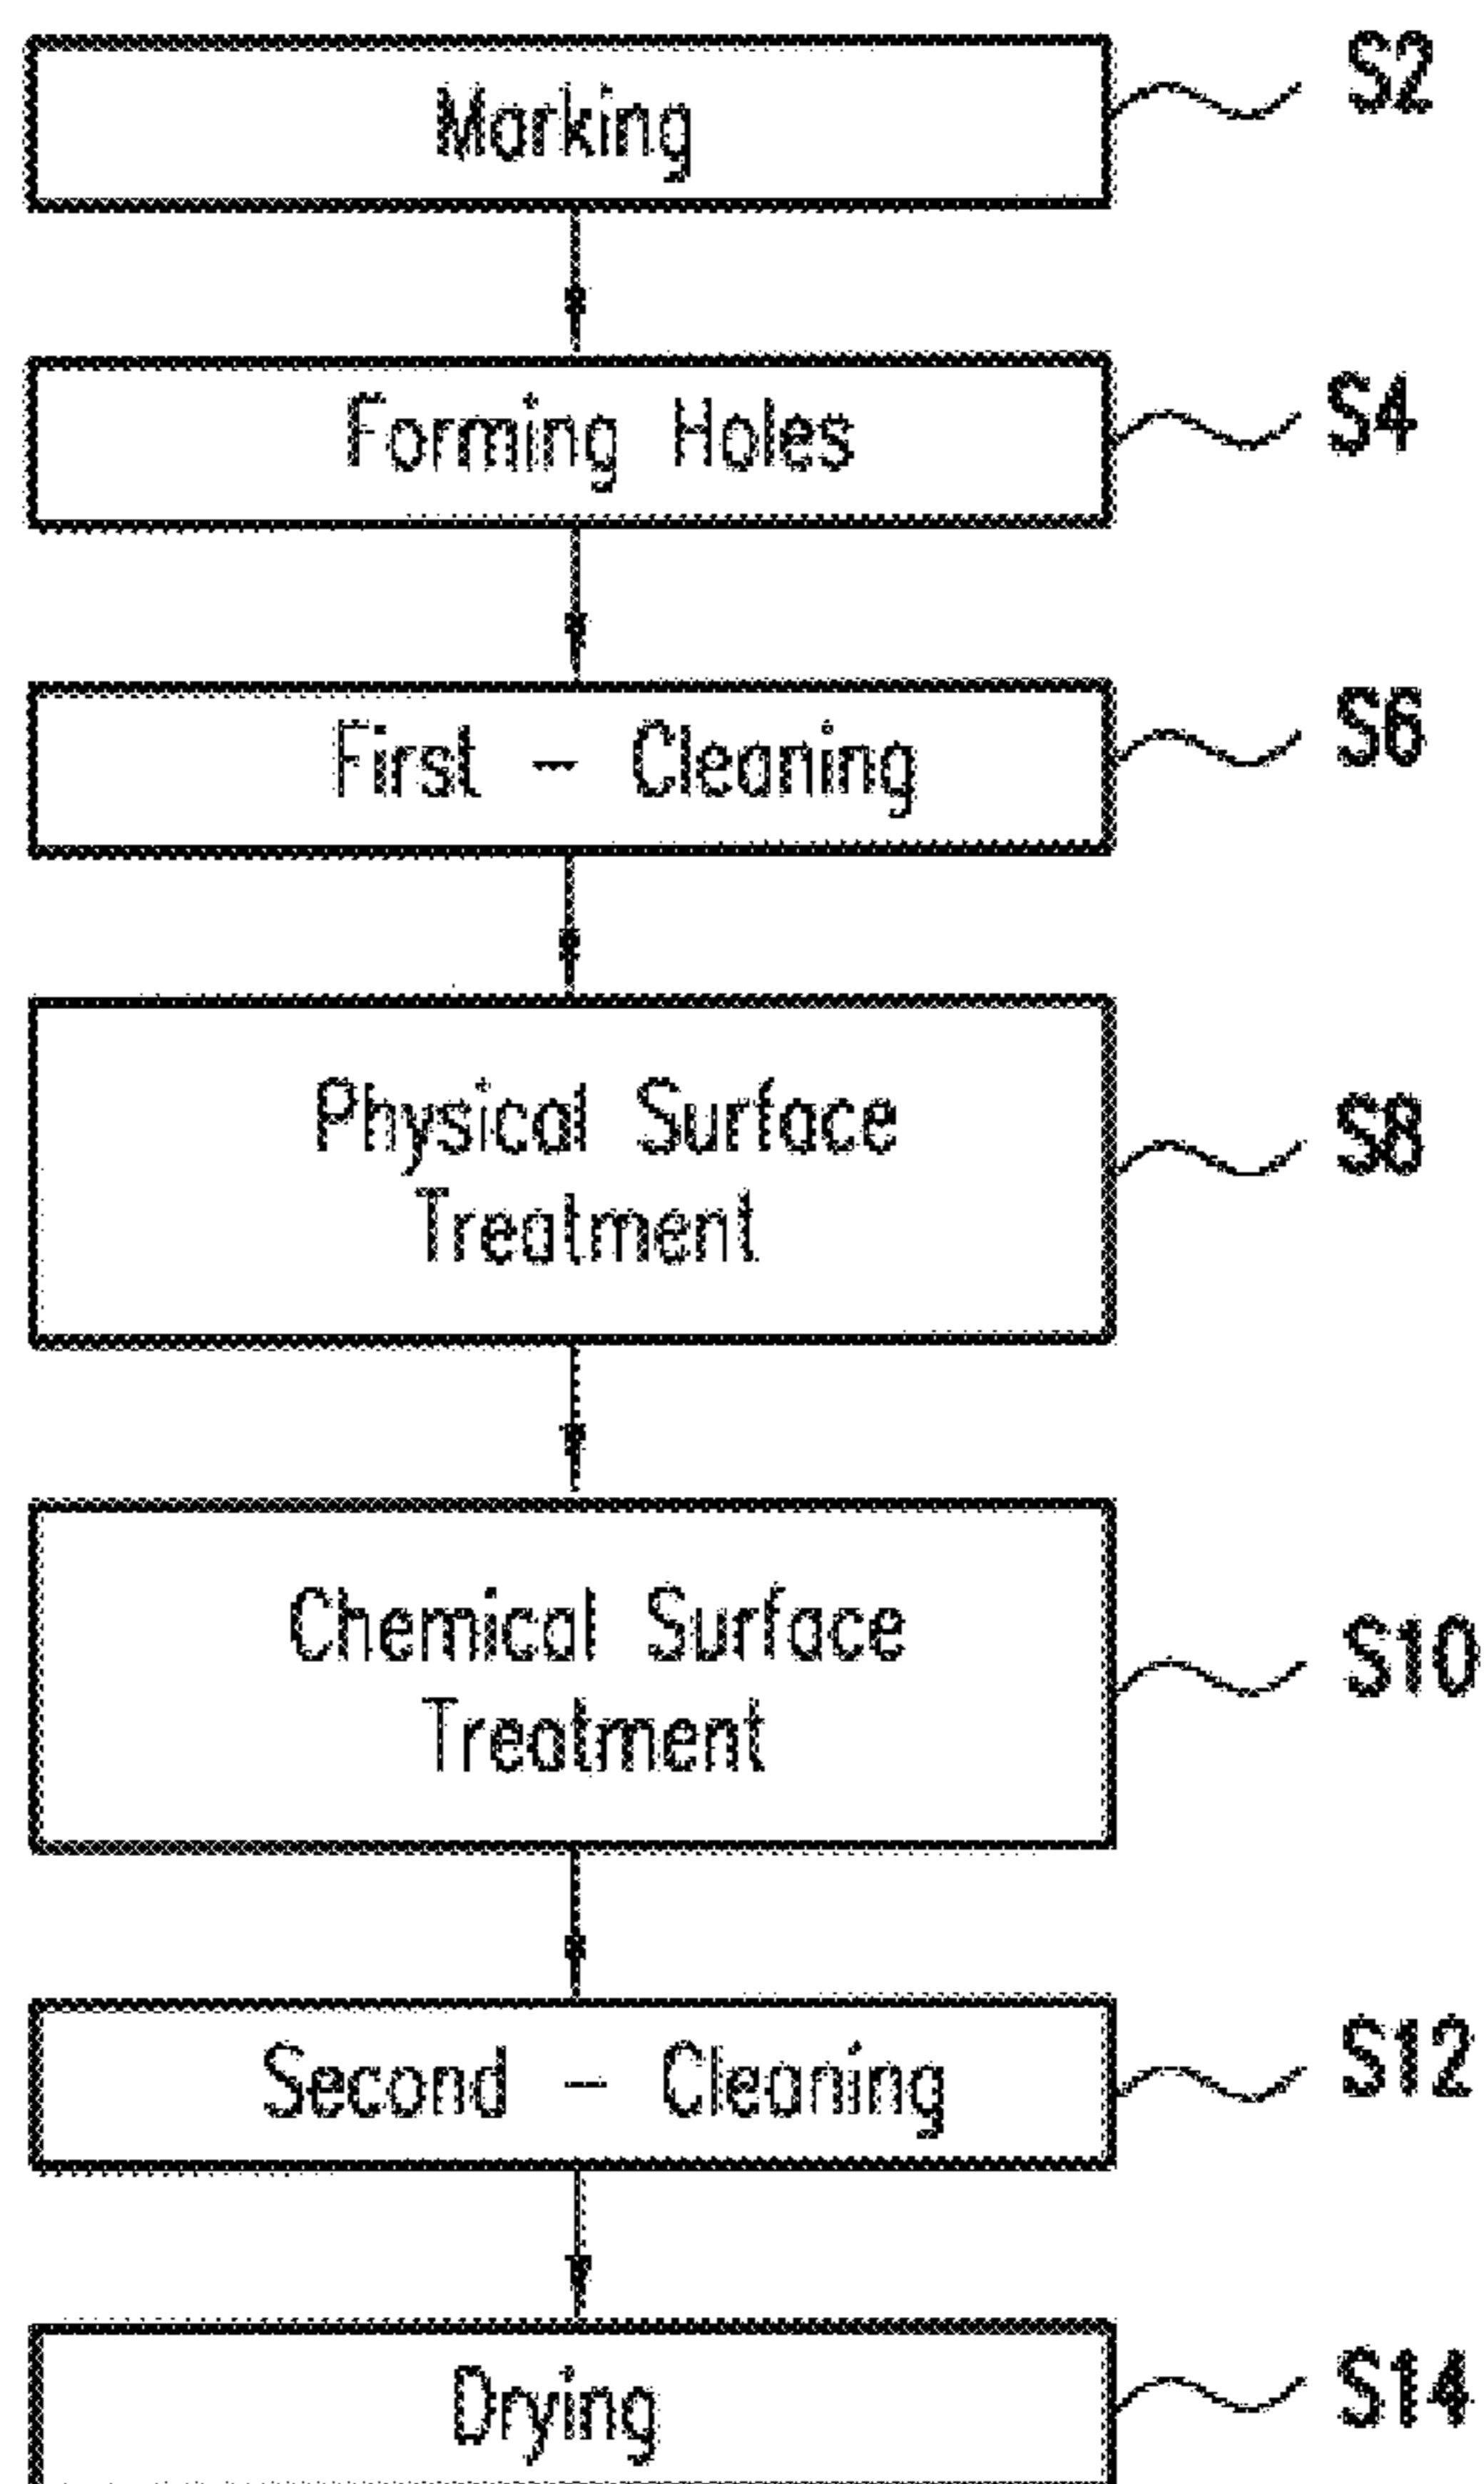 Marking S2
Forming Holes S4
First - Cleaning S6
Physical Surface S8
Treatment
Chemical Surface S10
Treatment
Second - Cleaning S12
Drying S14